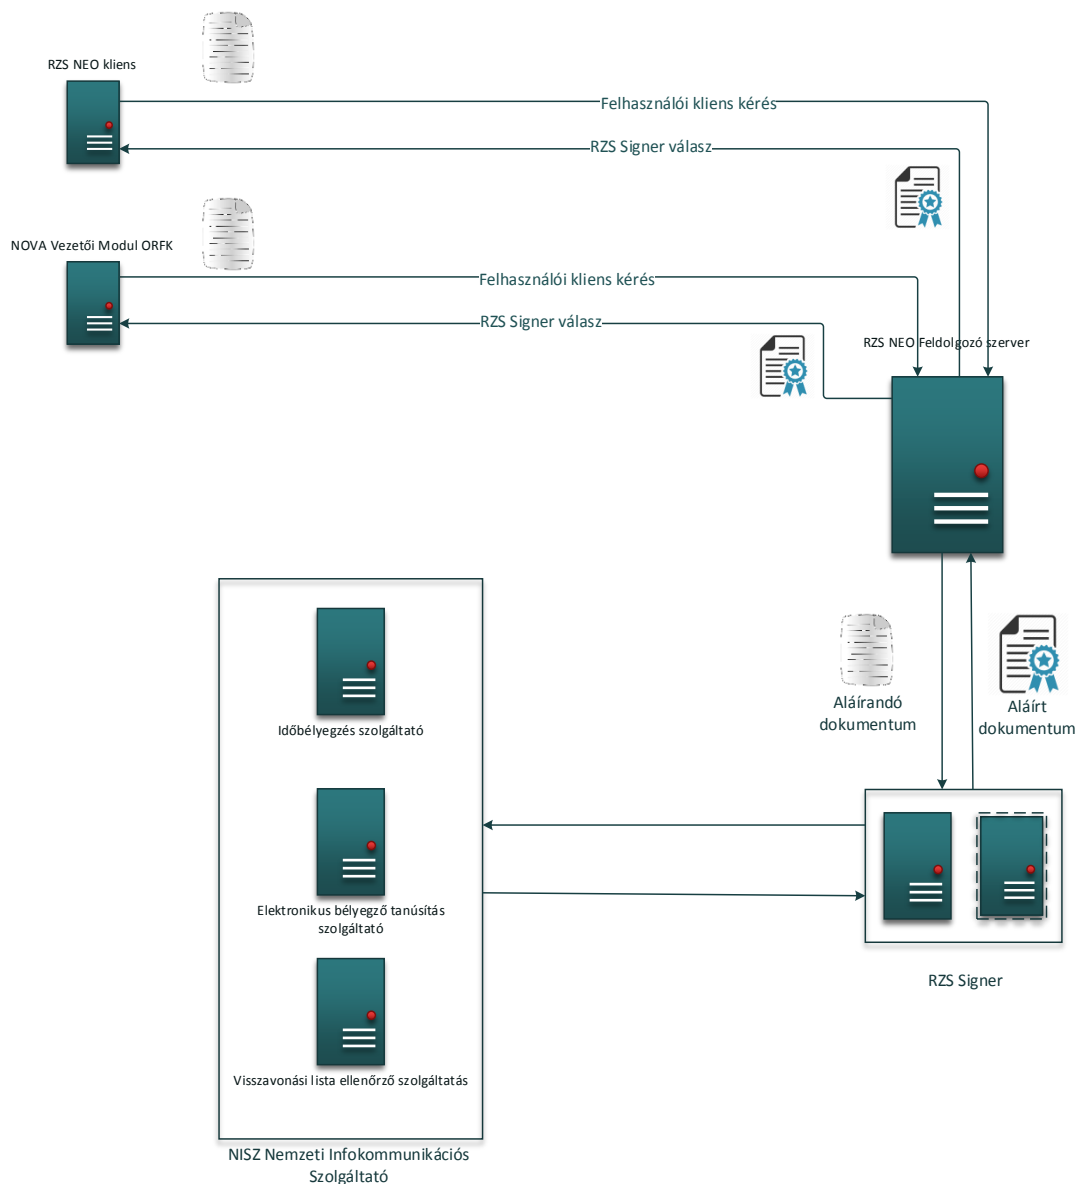 RZS NEO kliens
Felhasználói kliens kérés
RZS Signer válasz
NOVA Vezetői Modul ORFK
Felhasználói kliens kérés
RZS Signer válasz
RZS NEO Feldolgozó szerver
Aláírandó
dokumentum
Aláírt
dokumentum
Időbélyegzés szolgáltató
Elektronikus bélyegző tanúsítás
szolgáltató
RZS Signer
Visszavonási lista ellenőrző szolgáltatás
NISZ Nemzeti Infokommunikációs
Szolgáltató